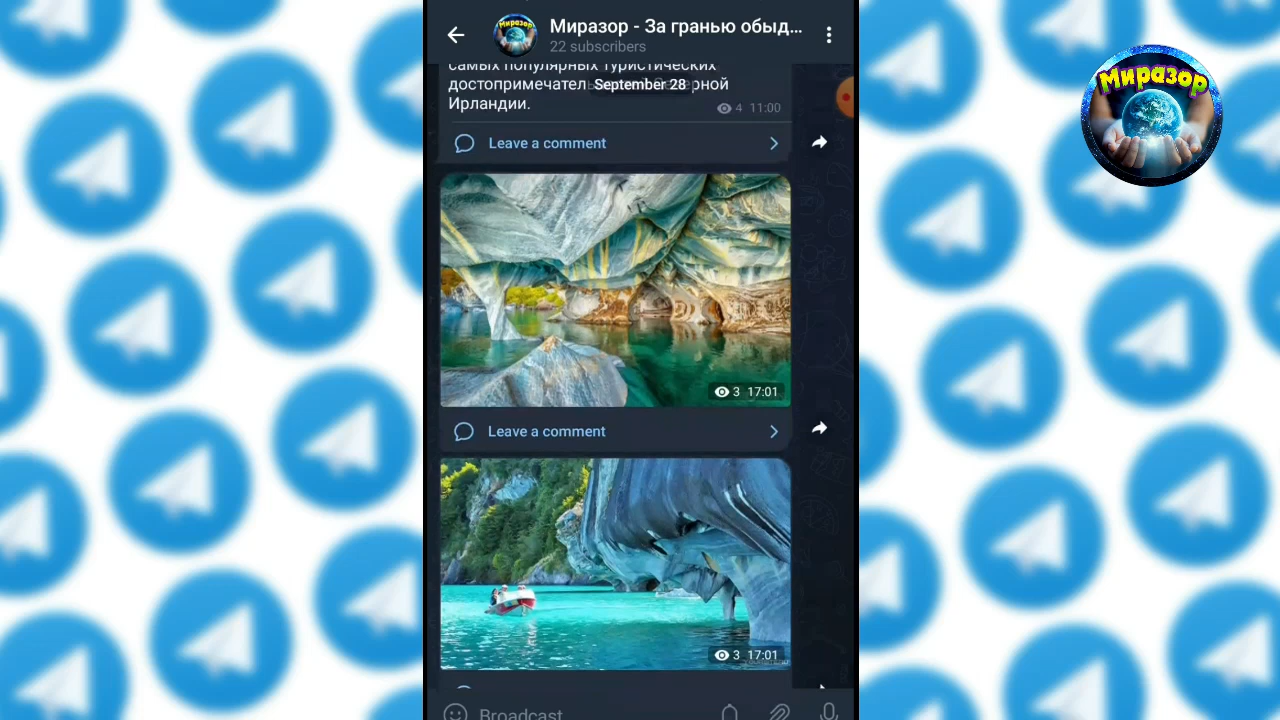 Миразор - За гранью обыд...
22 subscribers
самых популярных туристических
достопримечател
September 28
рной
Ирландии.
4 11:00
Leave a comment
3 17:01
Leave a comment
3 17:01
Broadcast
Миразор
Миразор